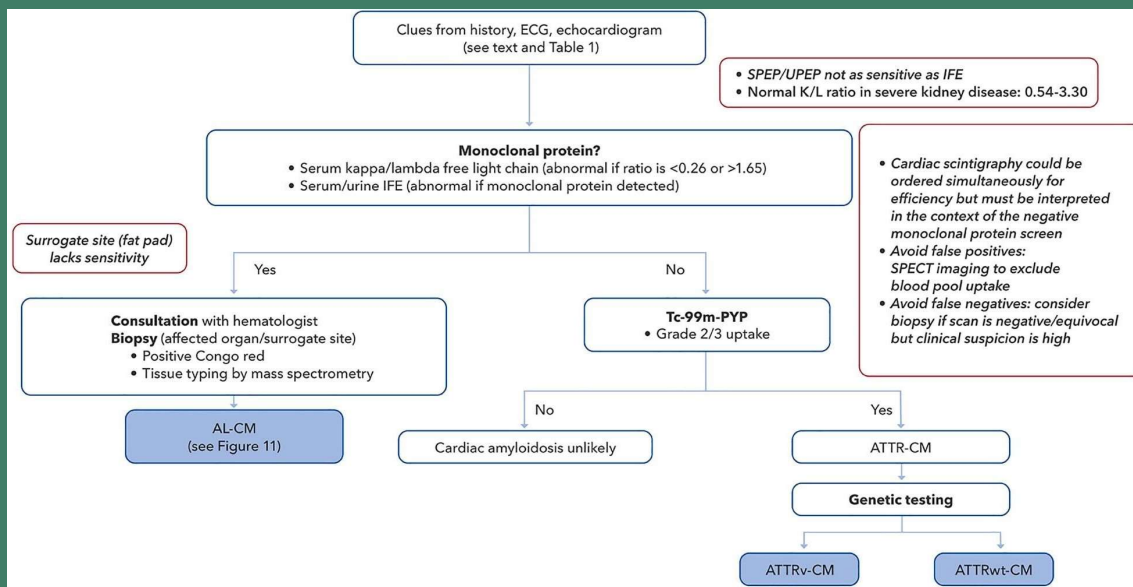 Clues from history, ECG, echocardiogram
(see text and Table 1)
• SPEP/UPEP not as sensitive as IFE
• Normal K/L ratio in severe kidney disease: 0.54-3.30
Monoclonal protein?
• Serum kappa/lambda free light chain (abnormal if ratio is <0.26 or >1.65)
• Serum/urine IFE (abnormal if monoclonal protein detected)
• Cardiac scintigraphy could be
ordered simultaneously for
efficiency but must be interpreted
in the context of the negative
monoclonal protein screen
• Avoid false positives:
SPECT imaging to exclude
blood pool uptake
• Avoid false negatives: consider
biopsy if scan is negative/equivocal
but clinical suspicion is high
Surrogate site (fat pad)
lacks sensitivity
Yes
No
Consultation with hematologist
Biopsy (affected organ/surrogate site)
• Positive Congo red
• Tissue typing by mass spectrometry
Tc-99m-PYP
• Grade 2/3 uptake
No
Yes
AL-CM
(see Figure 11)
Cardiac amyloidosis unlikely
ATTR-CM
Genetic testing
ATTRv-CM
ATTRwt-CM